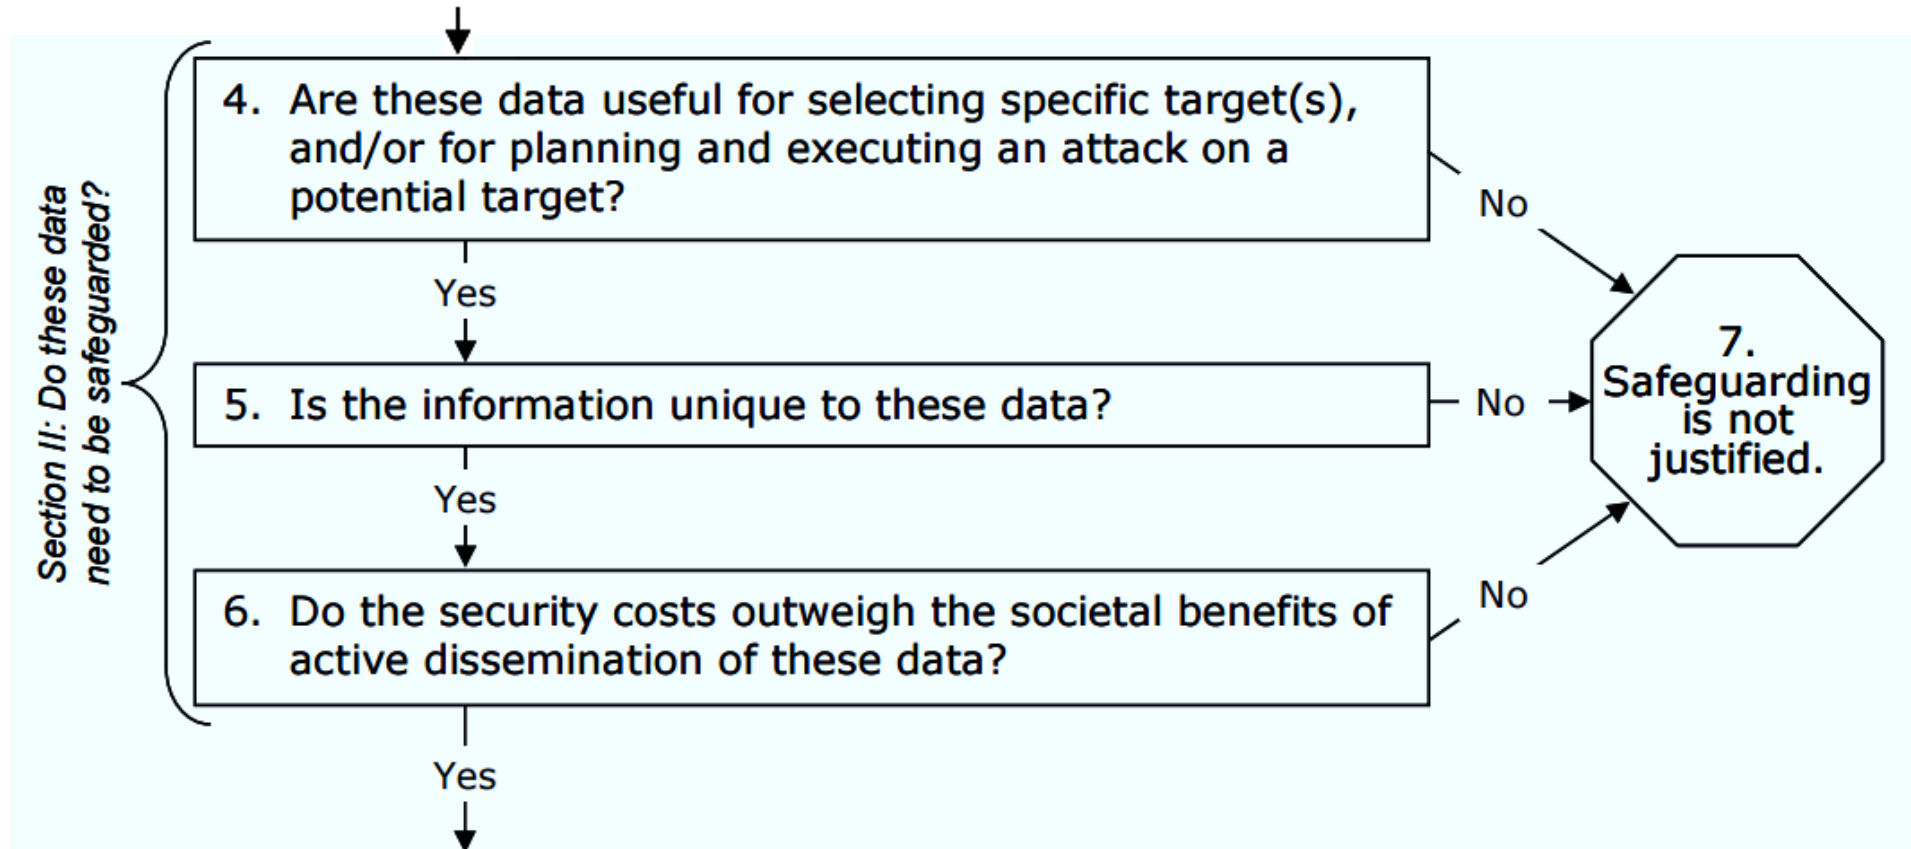 Section II: Do these data
need to be safeguarded?
4. Are these data useful for selecting specific target(s),
and/or for planning and executing an attack on a
potential target?
No
Yes
5. Is the information unique to these data?
No
Yes
6. Do the security costs outweigh the societal benefits of
active dissemination of these data?
No
Yes
7.
Safeguarding
is not
justified.